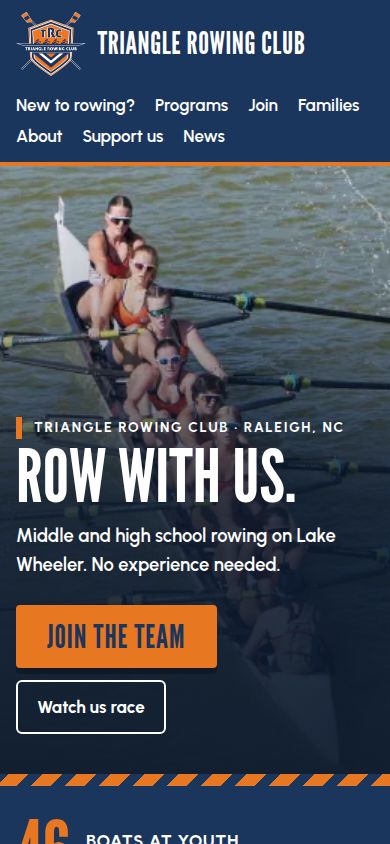 TRC
TRIANGLE ROWING CLUB
TRIANGLE ROWING CLUB
New to rowing? Programs Join Families
About Support us News
TRIANGLE ROWING CLUB · RALEIGH, NC
ROW WITH US.
Middle and high school rowing on Lake
Wheeler. No experience needed.
JOIN THE TEAM
Watch us race
46 BOATS AT YOUTH